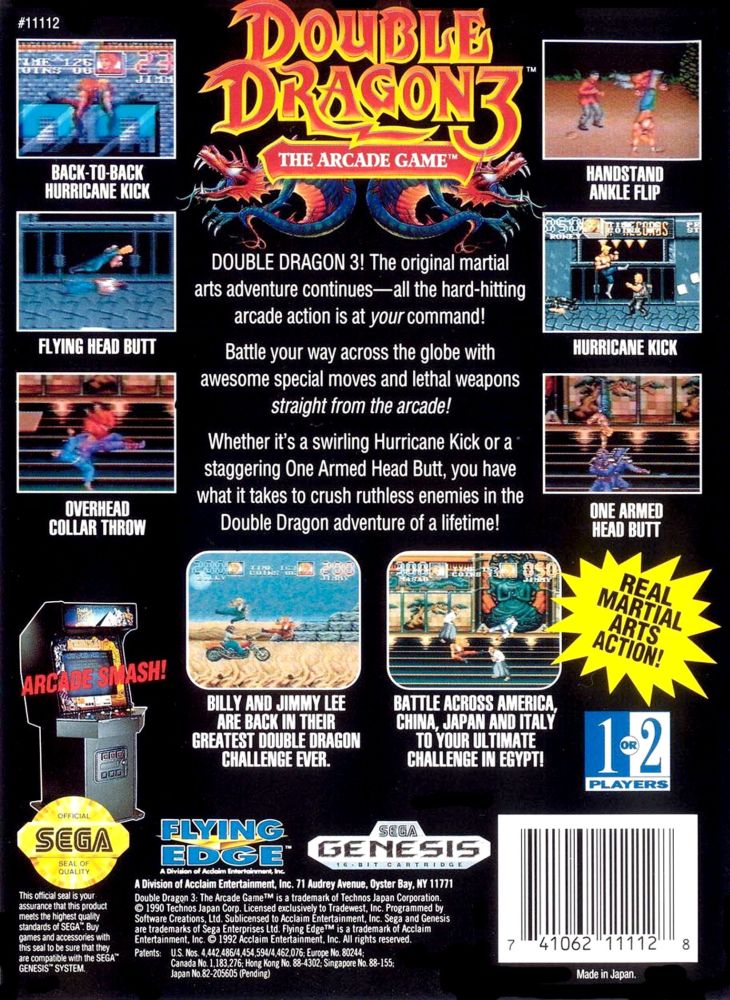 #11112
DOUBLE
DRAGON 3™
THE ARCADE GAME™
BACK-TO-BACK
HURRICANE KICK
HANDSTAND
ANKLE FLIP
DOUBLE DRAGON 3! The original martial
arts adventure continues—all the hard-hitting
arcade action is at your command!
FLYING HEAD BUTT
HURRICANE KICK
Battle your way across the globe with
awesome special moves and lethal weapons
straight from the arcade!
Whether it's a swirling Hurricane Kick or a
staggering One Armed Head Butt, you have
what it takes to crush ruthless enemies in the
Double Dragon adventure of a lifetime!
OVERHEAD
COLLAR THROW
ONE ARMED
HEAD BUTT
REAL
MARTIAL
ARTS
ACTION!
ARCADE SMASH!
BILLY AND JIMMY LEE
ARE BACK IN THEIR
GREATEST DOUBLE DRAGON
CHALLENGE EVER.
BATTLE ACROSS AMERICA,
CHINA, JAPAN AND ITALY
TO YOUR ULTIMATE
CHALLENGE IN EGYPT!
1 OR 2
PLAYERS
OFFICIAL
SEGA
SEAL OF
QUALITY
FLYING
EDGE™
A Division of Acclaim Entertainment, Inc.
SEGA
GENESIS
16-BIT CARTRIDGE
This official seal is your
assurance that this product
meets the highest quality
standards of SEGA™. Buy
games and accessories with
this seal to be sure that they
are compatible with the SEGA™
GENESIS™ SYSTEM.
A Division of Acclaim Entertainment, Inc. 71 Audrey Avenue, Oyster Bay, NY 11771
Double Dragon 3: The Arcade Game™ is a trademark of Technos Japan Corporation.
© 1990 Technos Japan Corp. Licensed exclusively to Tradewest, Inc. Programmed by
Software Creations, Ltd. Sublicensed to Acclaim Entertainment, Inc. Sega and Genesis
are trademarks of Sega Enterprises Ltd. Flying Edge™ is a trademark of Acclaim
Entertainment, Inc. © 1992 Acclaim Entertainment, Inc. All rights reserved.
Patents: U.S. Nos. 4,442,486/4,454,594/4,462,076; Europe No. 80244;
Canada No. 1,183,276; Hong Kong No. 88-4302; Singapore No. 88-155;
Japan No. 82-205605 (Pending)
7 41062 11112 8
Made in Japan.